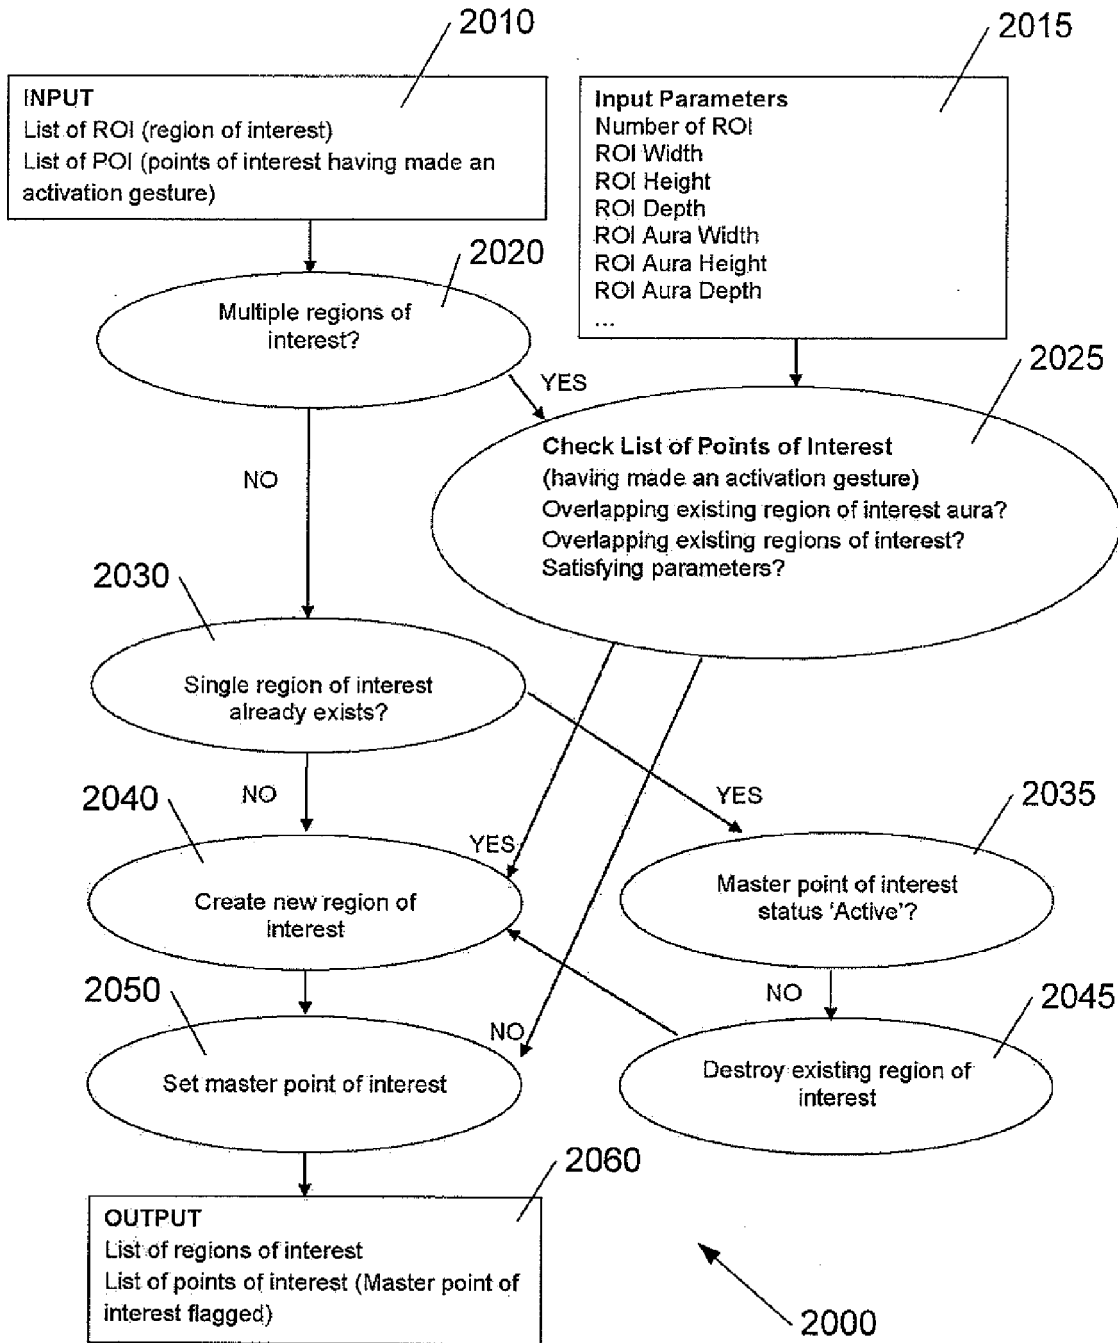 2010
2015
INPUT
List of ROI (region of interest)
List of POI (points of interest having made an
activation gesture)
Input Parameters
Number of ROI
ROI Width
ROI Height
ROI Depth
ROI Aura Width
ROI Aura Height
ROI Aura Depth
...
2020
Multiple regions of
interest?
YES
2025
NO
Check List of Points of Interest
(having made an activation gesture)
Overlapping existing region of interest aura?
Overlapping existing regions of interest?
Satisfying parameters?
2030
Single region of interest
already exists?
NO
YES
YES
2040
2035
Create new region of
interest
Master point of interest
status 'Active'?
2050
NO
NO
2045
Set master point of interest
Destroy existing region of
interest
2060
OUTPUT
List of regions of interest
List of points of interest (Master point of
interest flagged)
2000